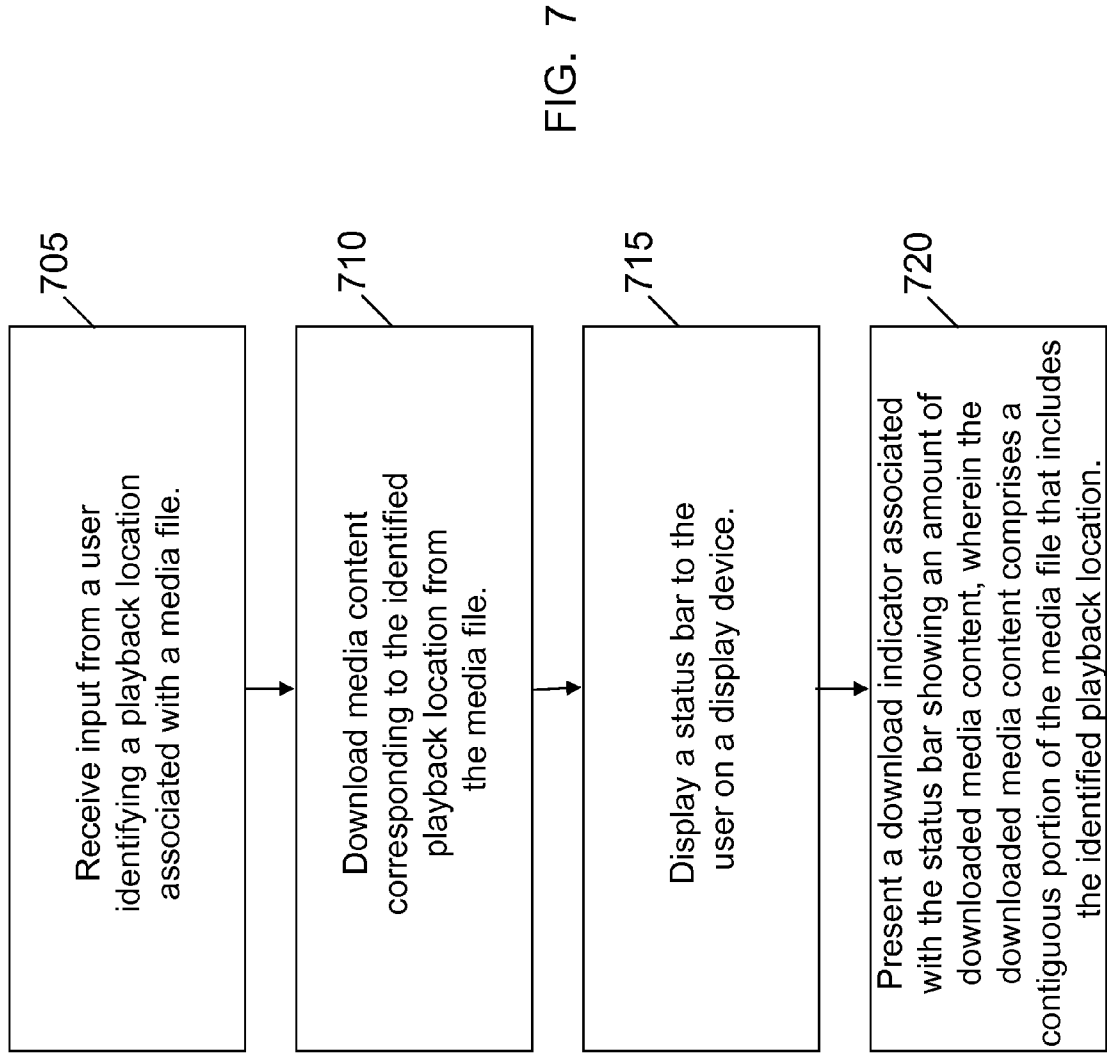 705
Receive input from a user
identifying a playback location
associated with a media file.
710
Download media content
corresponding to the identified
playback location from
the media file.
715
Display a status bar to the
user on a display device.
720
Present a download indicator associated
with the status bar showing an amount of
downloaded media content, wherein the
downloaded media content comprises a
contiguous portion of the media file that includes
the identified playback location.
FIG. 7